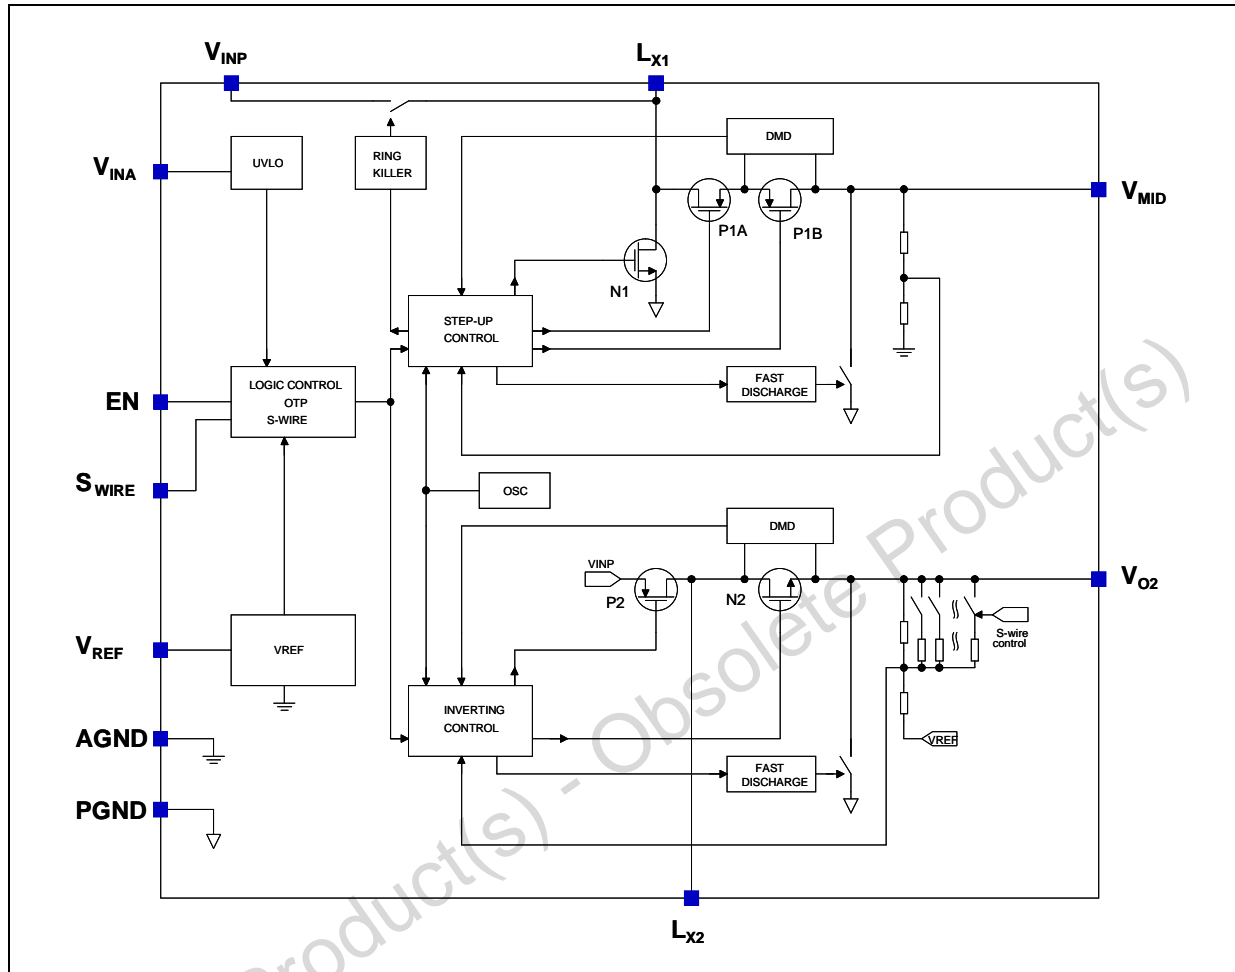 VINP
LX1
DMD
VINA
UVLO
RING
KILLER
P1A
P1B
VMID
N1
STEP-UP
CONTROL
EN
LOGIC CONTROL
OTP
S-WIRE
FAST
DISCHARGE
SWIRE
OSC
DMD
VINP
P2
N2
VO2
S-wire
control
VREF
VREF
INVERTING
CONTROL
VREF
AGND
FAST
DISCHARGE
PGND
LX2
Product(s) - Obsolete Product(s)